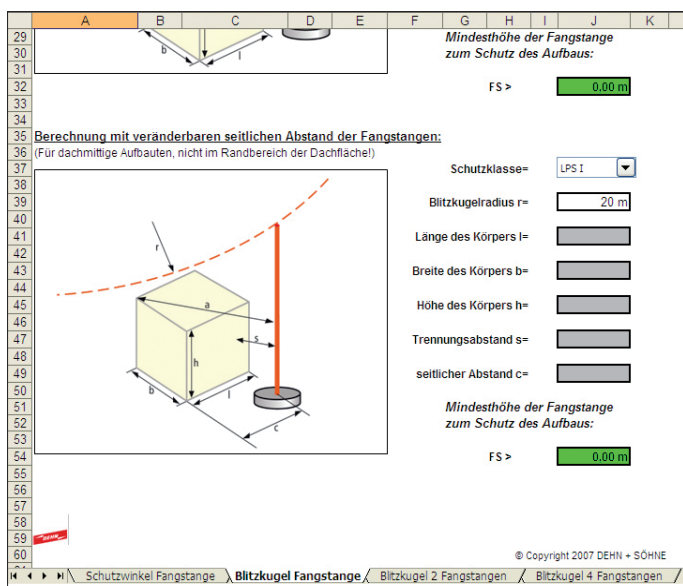 A B C D E F G H I J K
29 Mindesthöhe der Fangstange
30 zum Schutz des Aufbaus:
b l
31
32 FS > 0.00 m
33
34
35 Berechnung mit veränderbaren seitlichen Abstand der Fangstangen:
36 (Für dachmittige Aufbauten, nicht im Randbereich der Dachfläche!)
37 Schutzklasse= LPS I
38
39 Blitzkugelradius r= 20 m
40
41 Länge des Körpers l=
42 r
43 Breite des Körpers b=
44
45 a Höhe des Körpers h=
46
47 s Trennungsabstand s=
48 h
49 seitlicher Abstand c=
50 b l
51 Mindesthöhe der Fangstange
52 c zum Schutz des Aufbaus:
53
54 FS > 0.00 m
55
56
57
58
59 DEHN
60 © Copyright 2007 DEHN + SÖHNE
Schutzwinkel Fangstange Blitzkugel Fangstange Blitzkugel 2 Fangstangen Blitzkugel 4 Fangstangen